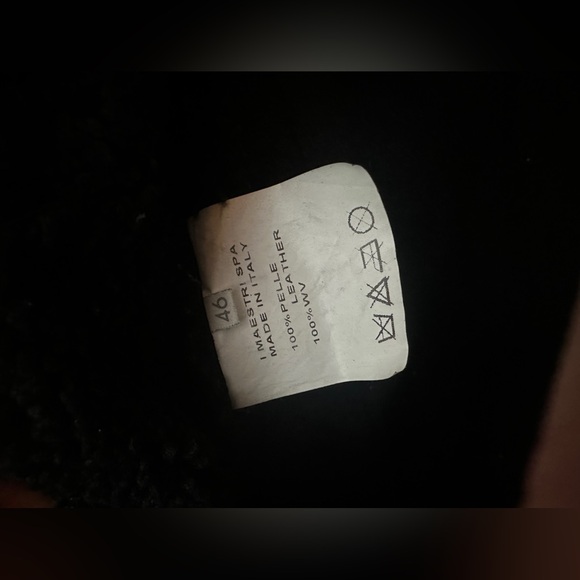 46
I MAESTRI SPA
MADE IN ITALY
100%PELLE
LEATHER
100%WV